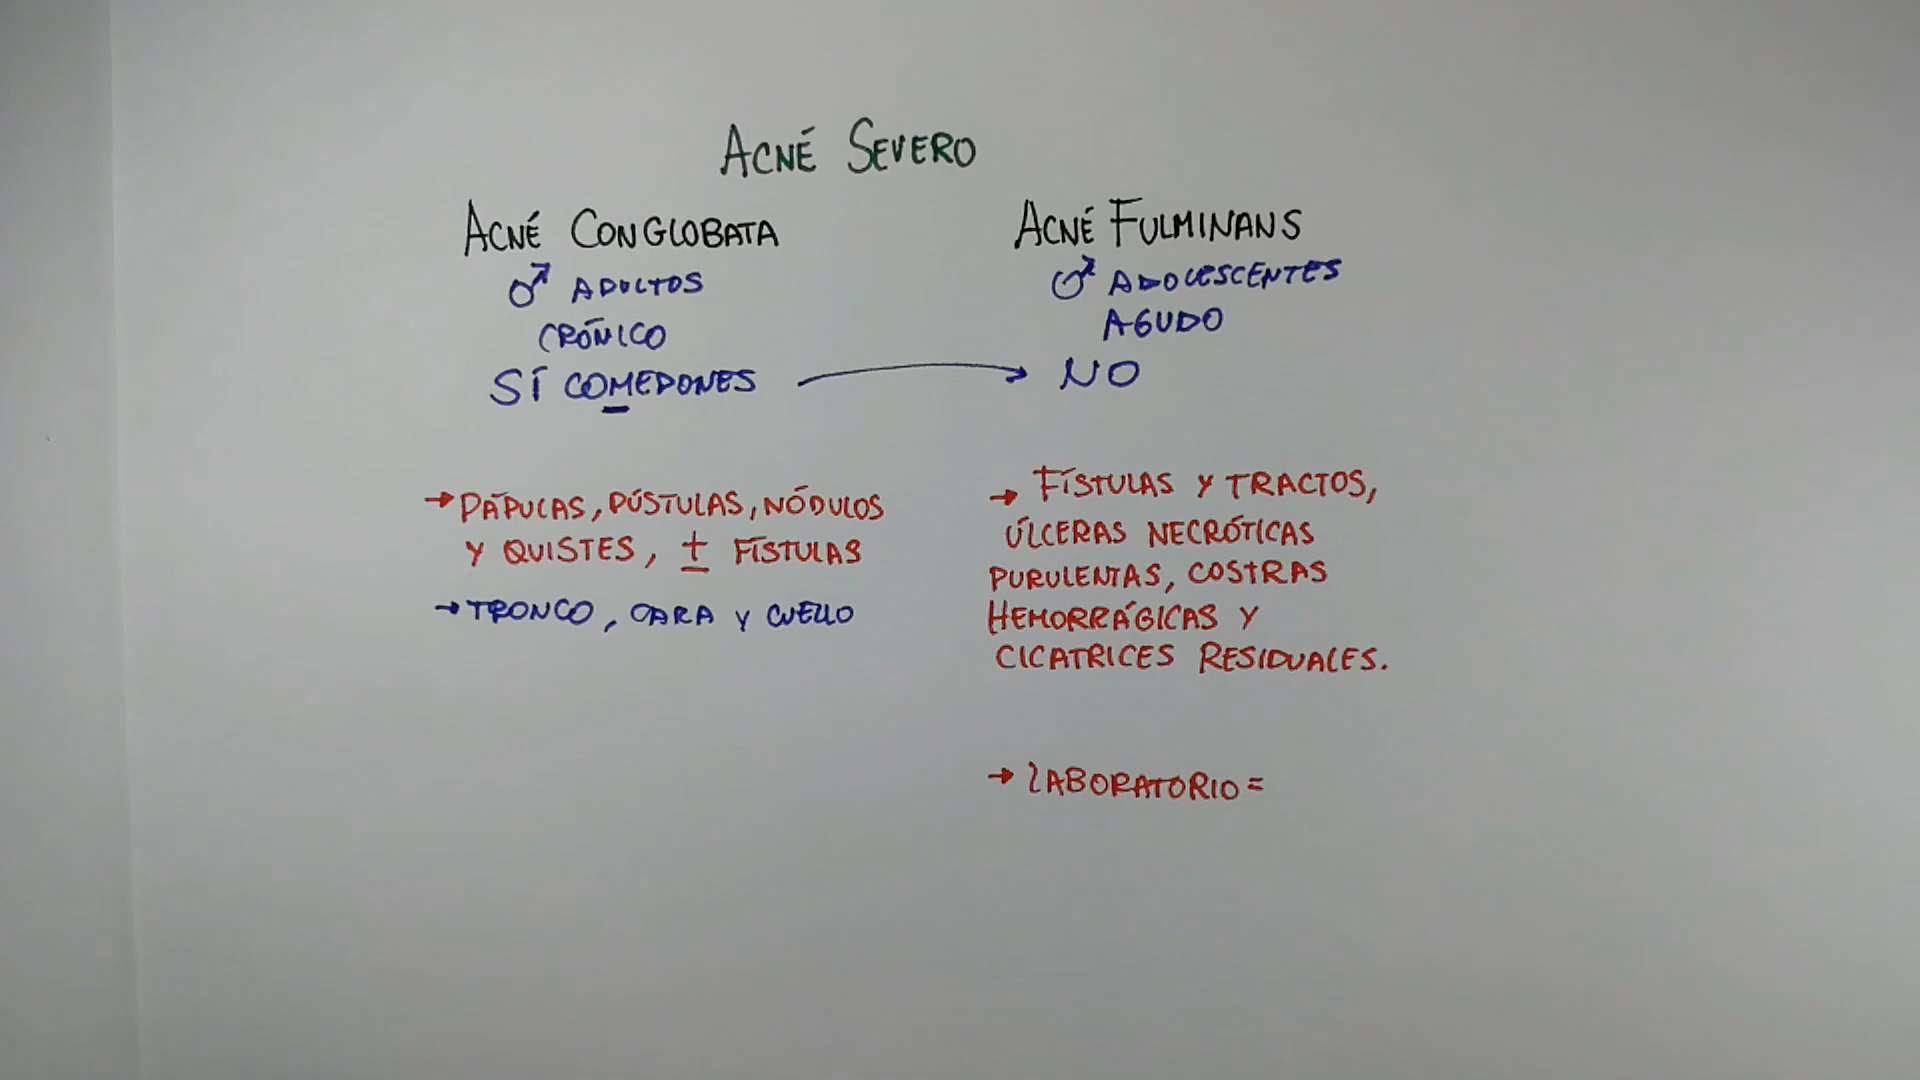 ACNÉ SEVERO
ACNÉ CONGLOBATA
♂ ADULTOS
CRÓNICO
SÍ COMEDONES →
→ PÁPULAS, PÚSTULAS, NÓDULOS
Y QUISTES, ± FÍSTULAS
→ TRONCO, CARA Y CUELLO
ACNÉ FULMINANS
♂ ADOLESCENTES
AGUDO
NO
→ FÍSTULAS Y TRACTOS,
ÚLCERAS NECRÓTICAS
PURULENTAS, COSTRAS
HEMORRÁGICAS Y
CICATRICES RESIDUALES.
→ LABORATORIO =